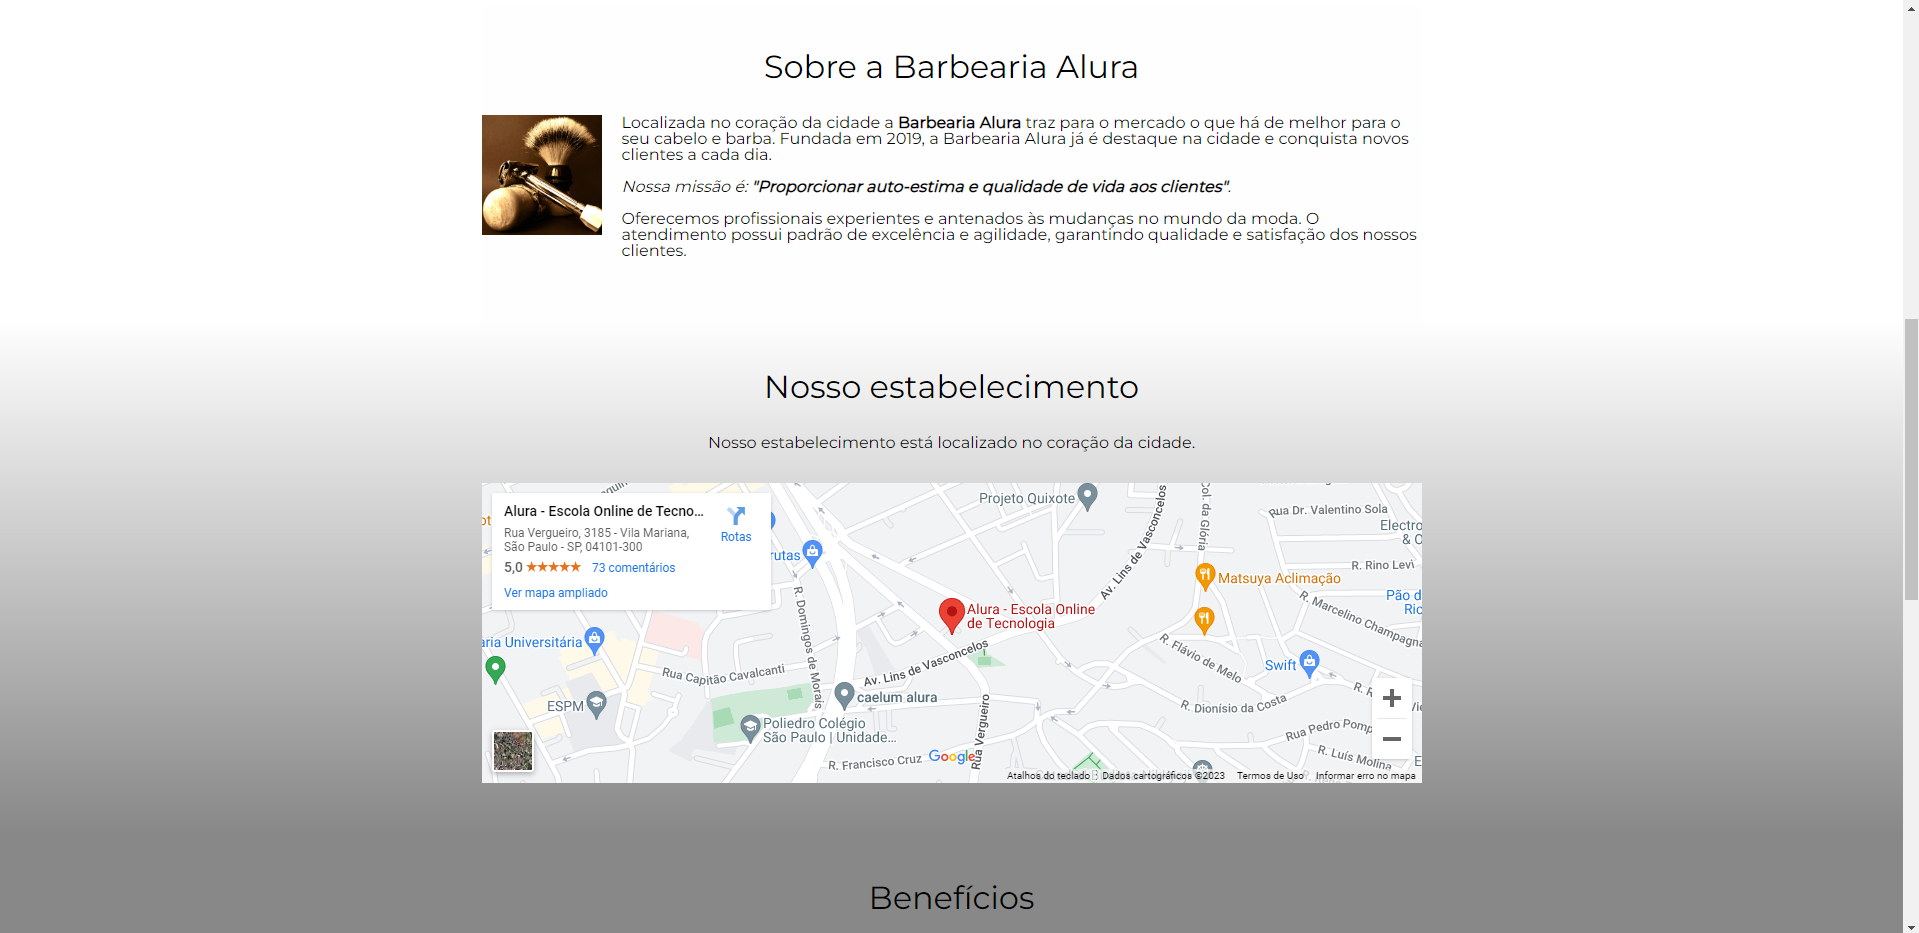 Sobre a Barbearia Alura
Localizada no coração da cidade a Barbearia Alura traz para o mercado o que há de melhor para o
seu cabelo e barba. Fundada em 2019, a Barbearia Alura já é destaque na cidade e conquista novos
clientes a cada dia.
Nossa missão é: "Proporcionar auto-estima e qualidade de vida aos clientes".
Oferecemos profissionais experientes e antenados às mudanças no mundo da moda. O
atendimento possui padrão de excelência e agilidade, garantindo qualidade e satisfação dos nossos
clientes.
Nosso estabelecimento
Nosso estabelecimento está localizado no coração da cidade.
Alura - Escola Online de Tecno...
Rotas
Rua Vergueiro, 3185 - Vila Mariana,
São Paulo - SP, 04101-300
5,0 ★★★★★ 73 comentários
Ver mapa ampliado
Projeto Quixote
Av. Lins de Vasconcelos
Col. da Glória
Rua Dr. Valentino Sola
Electro
& C
rutas
R. Rino Levi
Matsuya Aclimação
Pão d
Ric
R. Marcelino Champagna
Alura - Escola Online
de Tecnologia
R. Domingos de Morais
aria Universitária
Av. Lins de Vasconcelos
R. Flávio de Melo
Swift
Rua Capitão Cavalcanti
caelum alura
ESPM
R. Dionísio da Costa
Poliedro Colégio
São Paulo | Unidade...
Rua Vergueiro
Rua Pedro Pomp
R. Luís Molina
R. Francisco Cruz
Google
Atalhos do teclado
Dados cartográficos ©2023
Termos de Uso
Informar erro no mapa
Benefícios